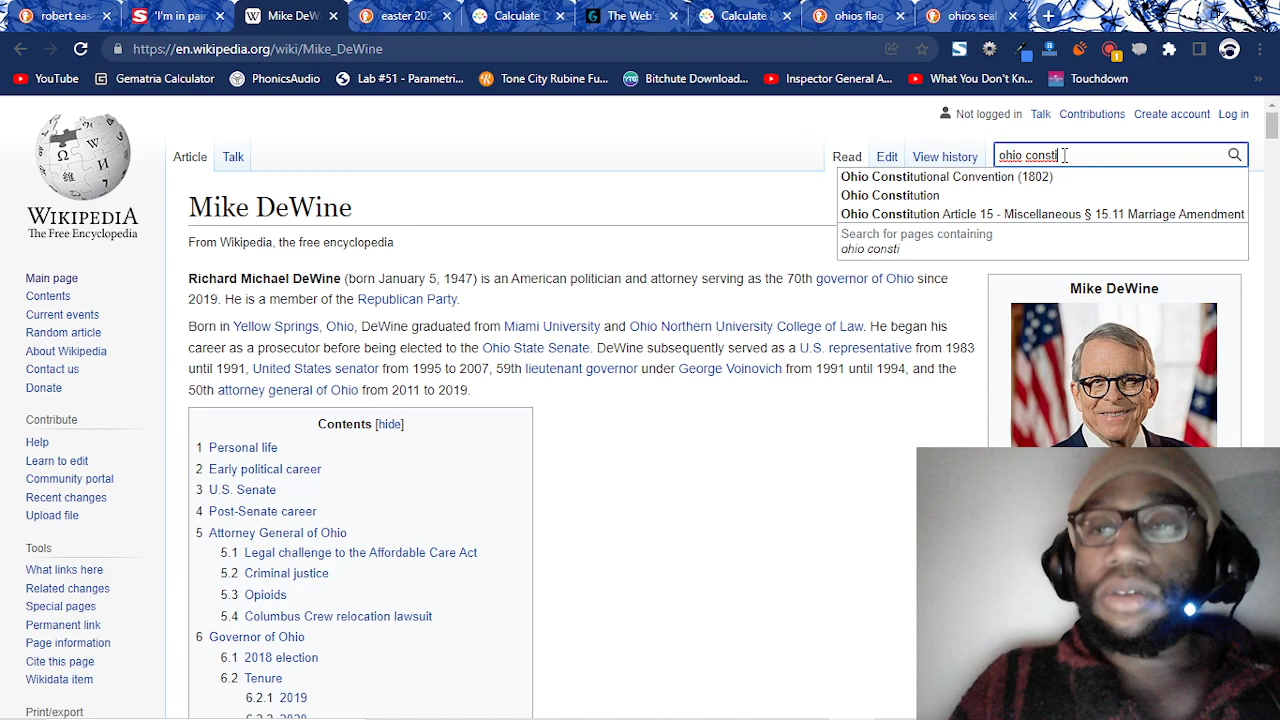 robert eas
'I'm in pain
Mike DeW
easter 202
Calculate D
The Web's
Calculate D
ohios flag
ohios seal
https://en.wikipedia.org/wiki/Mike_DeWine
YouTube
Gematria Calculator
PhonicsAudio
Lab #51 - Parametri...
Tone City Rubine Fu...
Bitchute Download...
Inspector General A...
What You Don't Kn...
Touchdown
Not logged in Talk Contributions Create account Log in
Article Talk
Read Edit View history
ohio consti
Ohio Constitutional Convention (1802)
Ohio Constitution
Ohio Constitution Article 15 - Miscellaneous § 15.11 Marriage Amendment
Search for pages containing
ohio consti
WIKIPEDIA
The Free Encyclopedia
Main page
Contents
Current events
Random article
About Wikipedia
Contact us
Donate
Contribute
Help
Learn to edit
Community portal
Recent changes
Upload file
Tools
What links here
Related changes
Special pages
Permanent link
Page information
Cite this page
Wikidata item
Print/export
Mike DeWine
From Wikipedia, the free encyclopedia
Richard Michael DeWine (born January 5, 1947) is an American politician and attorney serving as the 70th governor of Ohio since
2019. He is a member of the Republican Party.
Born in Yellow Springs, Ohio, DeWine graduated from Miami University and Ohio Northern University College of Law. He began his
career as a prosecutor before being elected to the Ohio State Senate. DeWine subsequently served as a U.S. representative from 1983
until 1991, United States senator from 1995 to 2007, 59th lieutenant governor under George Voinovich from 1991 until 1994, and the
50th attorney general of Ohio from 2011 to 2019.
Contents [hide]
1 Personal life
2 Early political career
3 U.S. Senate
4 Post-Senate career
5 Attorney General of Ohio
5.1 Legal challenge to the Affordable Care Act
5.2 Criminal justice
5.3 Opioids
5.4 Columbus Crew relocation lawsuit
6 Governor of Ohio
6.1 2018 election
6.2 Tenure
6.2.1 2019
Mike DeWine